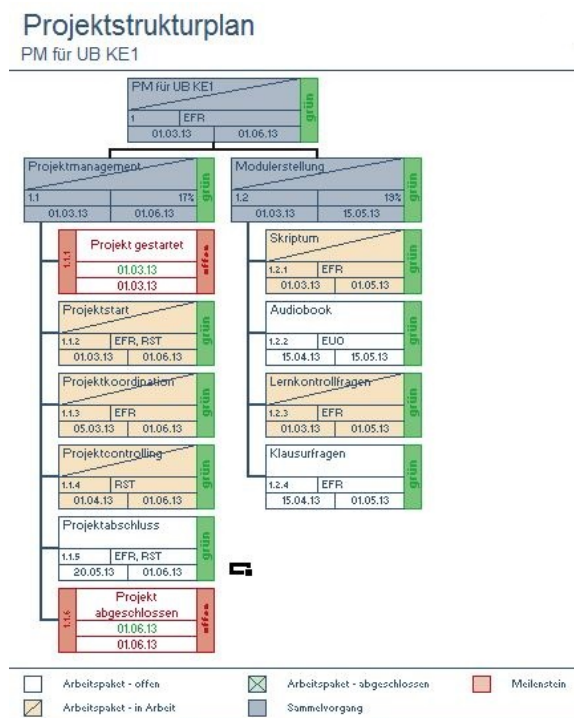 Projektstrukturplan
PM für UB KE1
PM für UB KE1
grün
1 EFR
01.03.13 01.06.13
Projektmanagement
grün
1.1 17%
01.03.13 01.06.13
Modulerstellung
grün
1.2 19%
01.03.13 15.05.13
1.1.1
Projekt gestartet
offen
01.03.13
01.03.13
Projektstart
grün
1.1.2 EFR, RST
01.03.13 01.06.13
Projektkoordination
grün
1.1.3 EFR
05.03.13 01.06.13
Projektcontrolling
grün
1.1.4 RST
01.04.13 01.06.13
Projektabschluss
grün
1.1.5 EFR, RST
20.05.13 01.06.13
1.1.6
Projekt
abgeschlossen
offen
01.06.13
01.06.13
Skriptum
grün
1.2.1 EFR
01.03.13 01.05.13
Audiobook
grün
1.2.2 EUO
15.04.13 15.05.13
Lernkontrollfragen
grün
1.2.3 EFR
01.03.13 01.05.13
Klausurfragen
grün
1.2.4 EFR
15.04.13 01.05.13
Arbeitspaket - offen
Arbeitspaket - abgeschlossen
Meilenstein
Arbeitspaket - in Arbeit
Sammelvorgang